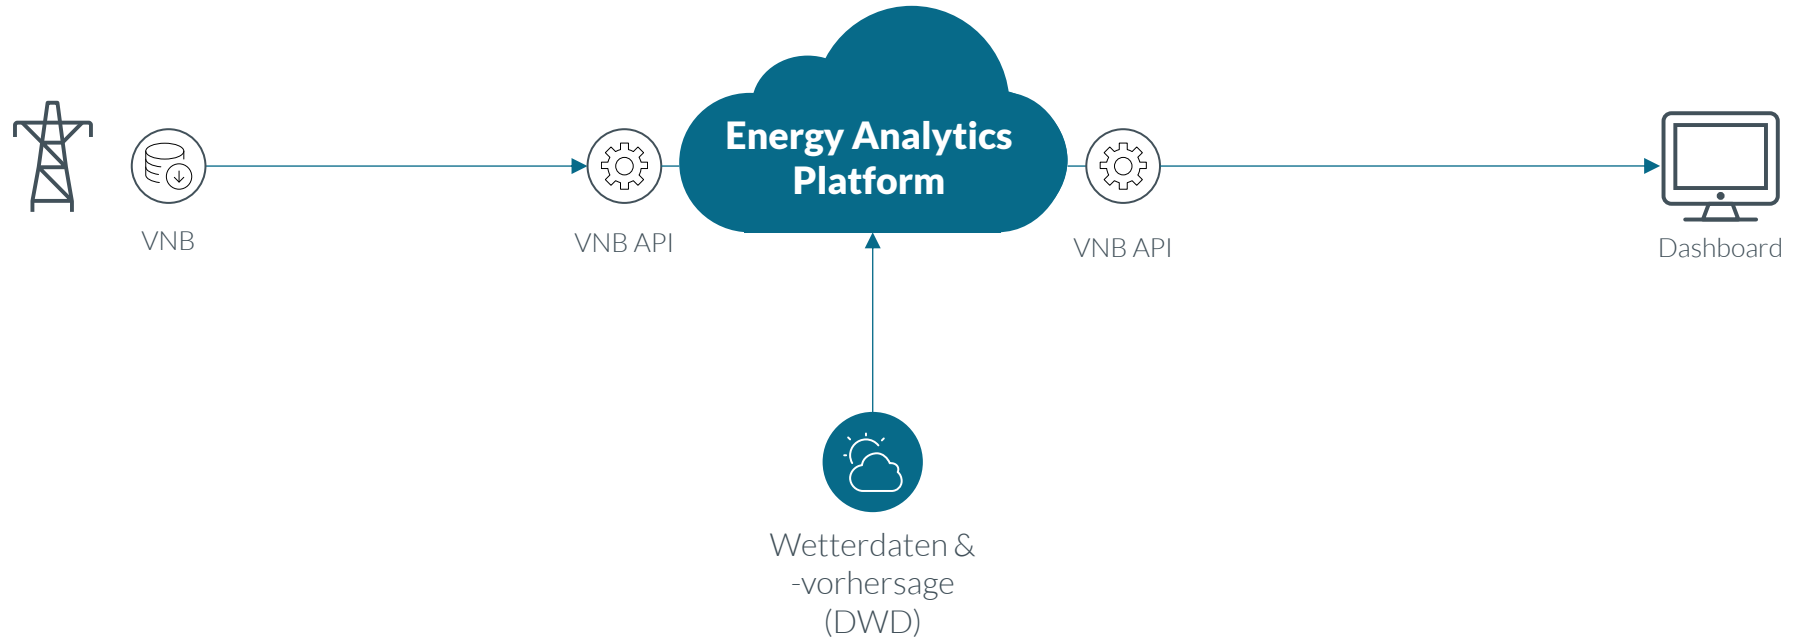 Energy Analytics
Platform
VNB
VNB API
VNB API
Dashboard
Wetterdaten &
-vorhersage
(DWD)